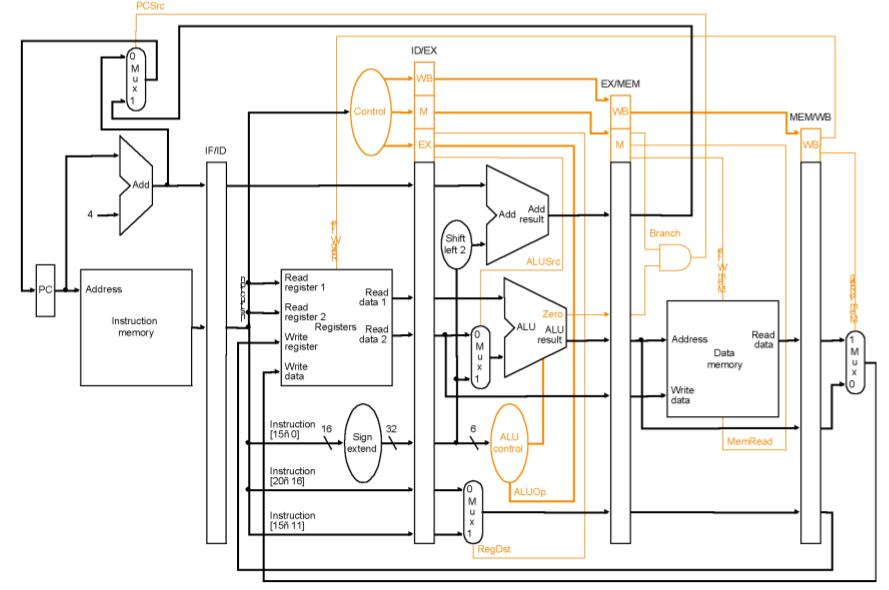 PCSrc
0
M
u
x
1
ID/EX
WB
EX/MEM
Control
M
WB
MEM/WB
IF/ID
EX
M
WB
Add
Add
Add
result
4
Shift
left 2
Branch
ALUSrc
PC
Address
Instruction
memory
Read
register 1
Read
register 2
Registers
Write
register
Write
data
Read
data 1
Read
data 2
0
M
u
x
1
Zero
ALU
ALU
result
Address
Read
data
Data
memory
Write
data
1
M
u
x
0
MemRead
Instruction
[15ñ 0]
16
Sign
extend
32
6
ALU
control
Instruction
[20ñ 16]
ALUOp
0
M
u
x
1
Instruction
[15ñ 11]
RegDst